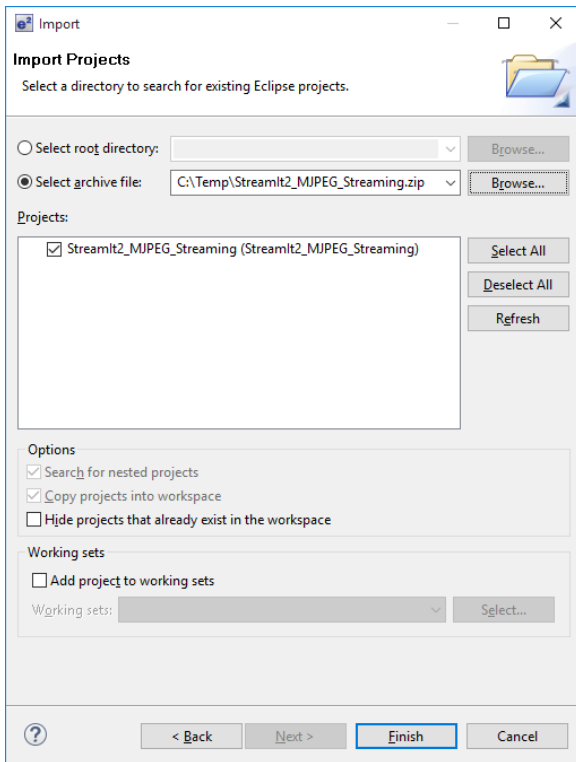 e² Import
Import Projects
Select a directory to search for existing Eclipse projects.
Select root directory: Browse...
Select archive file: C:\Temp\StreamIt2_MJPEG_Streaming.zip Browse...
Projects:
StreamIt2_MJPEG_Streaming (StreamIt2_MJPEG_Streaming) Select All
Deselect All
Refresh
Options
Search for nested projects
Copy projects into workspace
Hide projects that already exist in the workspace
Working sets
Add project to working sets
Working sets: Select...
? < Back Next > Finish Cancel